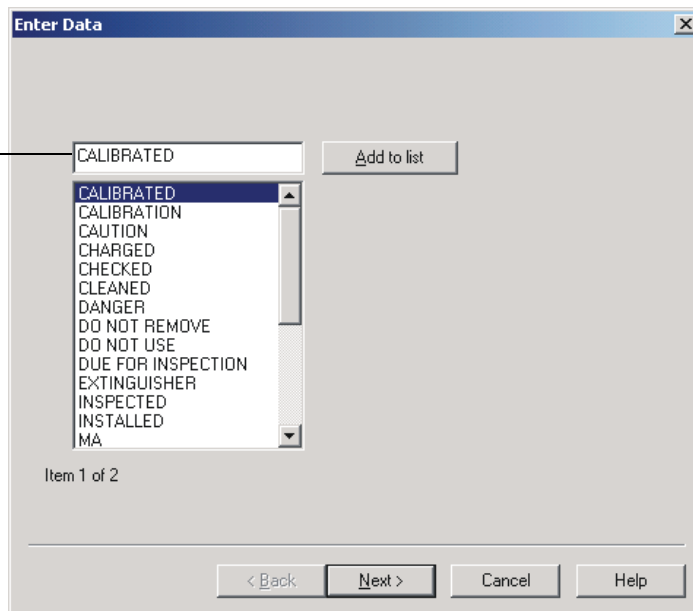 Enter Data
CALIBRATED
Add to list
CALIBRATED
CALIBRATION
CAUTION
CHARGED
CHECKED
CLEANED
DANGER
DO NOT REMOVE
DO NOT USE
DUE FOR INSPECTION
EXTINGUISHER
INSPECTED
INSTALLED
MA
Item 1 of 2
< Back
Next >
Cancel
Help